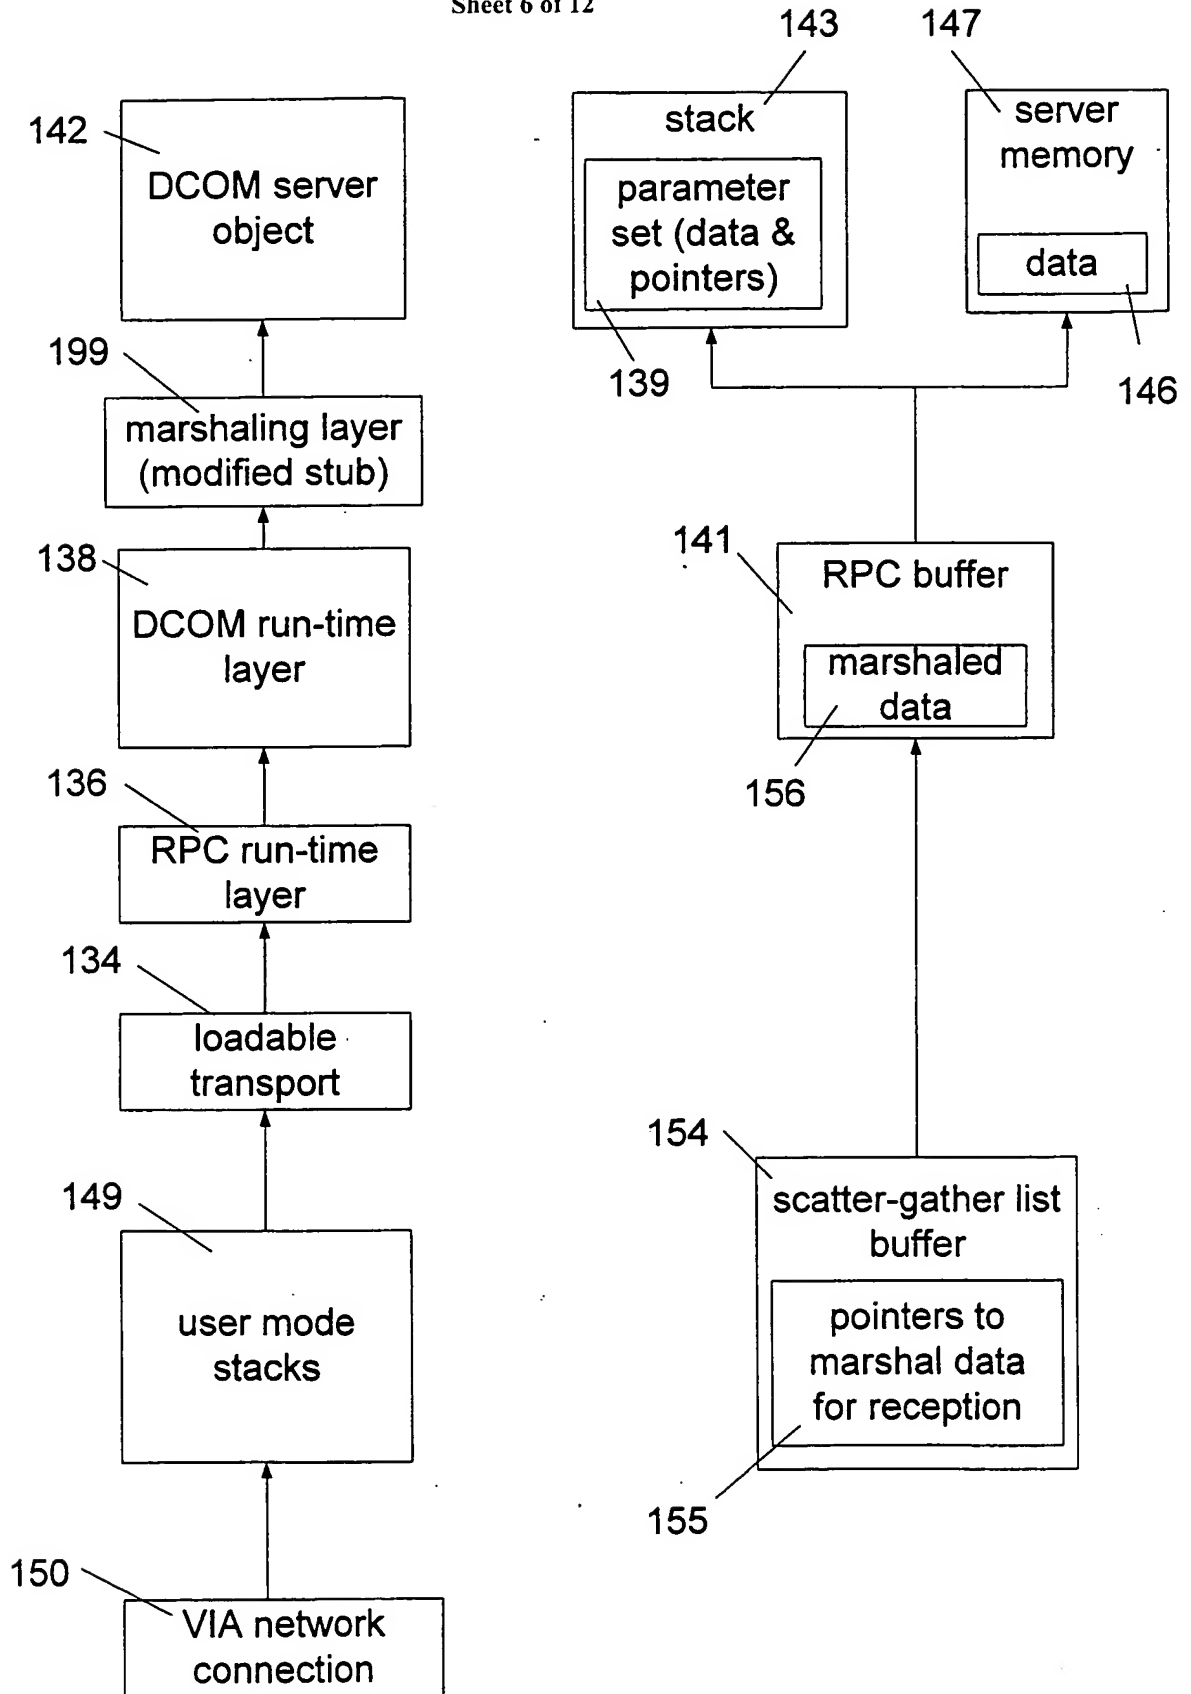 Sheet 6 of 12
142
DCOM server
object
199
marshaling layer
(modified stub)
138
DCOM run-time
layer
136
RPC run-time
layer
134
loadable
transport
149
user mode
stacks
150
VIA network
connection
143
stack
parameter
set (data &
pointers)
139
147
server
memory
data
146
141
RPC buffer
marshaled
data
156
154
scatter-gather list
buffer
pointers to
marshal data
for reception
155